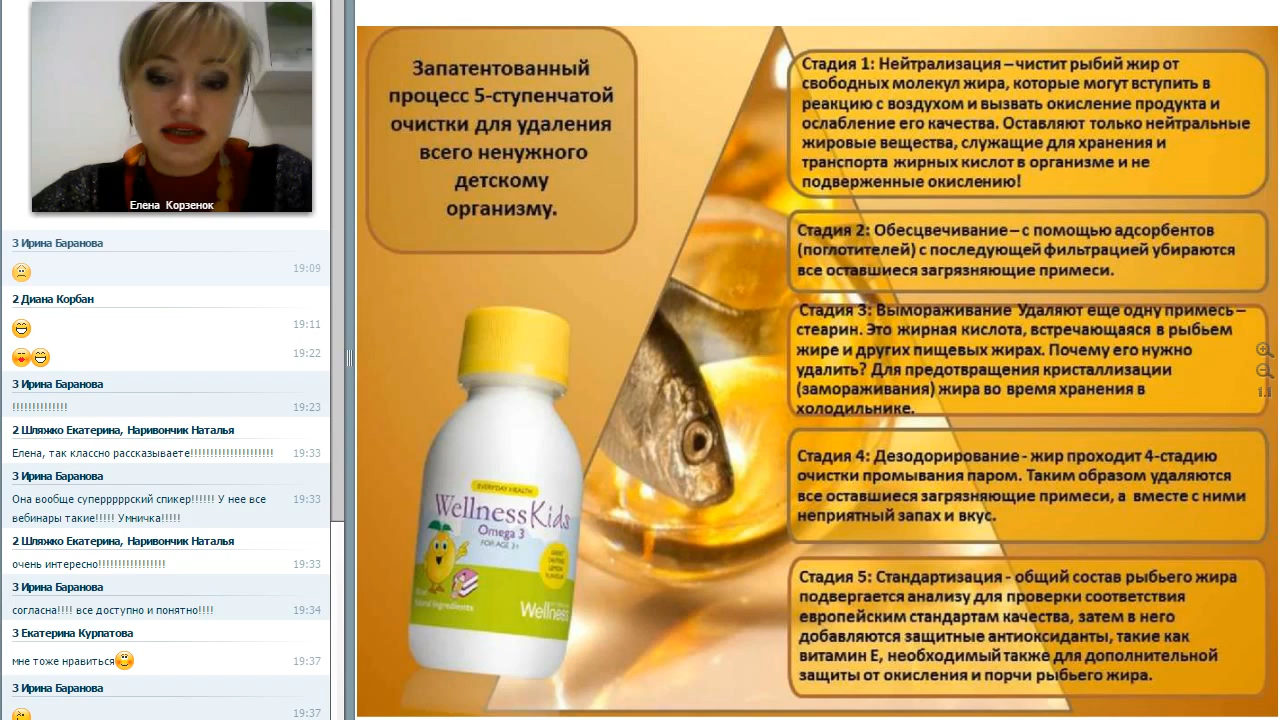 Елена Корзенок
3 Ирина Баранова
19:09
2 Диана Корбан
19:11
19:22
3 Ирина Баранова
!!!!!!!!!!!!!!
19:23
2 Шляжко Екатерина, Наривончик Наталья
Елена, так классно рассказываете!!!!!!!!!!!!!!!!!!!!!
19:33
3 Ирина Баранова
Она вообще суперррррский спикер!!!!!! У нее все
19:33
вебинары такие!!!!! Умничка!!!!!
2 Шляжко Екатерина, Наривончик Наталья
очень интересно!!!!!!!!!!!!!!!!!
19:33
3 Ирина Баранова
согласна!!!! все доступно и понятно!!!!
19:34
3 Екатерина Курпатова
мне тоже нравиться
19:37
3 Ирина Баранова
19:37
Запатентованный
процесс 5-ступенчатой
очистки для удаления
всего ненужного
детскому
организму.
EVERYDAY HEALTH
Wellness Kids
Omega 3
FOR AGE 3+
GREAT
TASTING
LEMON
FLAVOUR
Natural Ingredients
Wellness
Стадия 1: Нейтрализация – чистит рыбий жир от
свободных молекул жира, которые могут вступить в
реакцию с воздухом и вызвать окисление продукта и
ослабление его качества. Оставляют только нейтральные
жировые вещества, служащие для хранения и
транспорта жирных кислот в организме и не
подверженные окислению!
Стадия 2: Обесцвечивание – с помощью адсорбентов
(поглотителей) с последующей фильтрацией убираются
все оставшиеся загрязняющие примеси.
Стадия 3: Вымораживание Удаляют еще одну примесь –
стеарин. Это жирная кислота, встречающаяся в рыбьем
жире и других пищевых жирах. Почему его нужно
удалить? Для предотвращения кристаллизации
(замораживания) жира во время хранения в
холодильнике.
Стадия 4: Дезодорирование - жир проходит 4-стадию
очистки промывания паром. Таким образом удаляются
все оставшиеся загрязняющие примеси, а вместе с ними
неприятный запах и вкус.
Стадия 5: Стандартизация - общий состав рыбьего жира
подвергается анализу для проверки соответствия
европейским стандартам качества, затем в него
добавляются защитные антиоксиданты, такие как
витамин Е, необходимый также для дополнительной
защиты от окисления и порчи рыбьего жира.
1:1